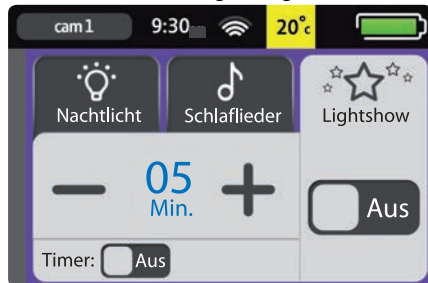 cam 1 9:30 20°c
Nachtlicht Schlaflieder Lightshow
05
Min.
Aus
Timer: Aus